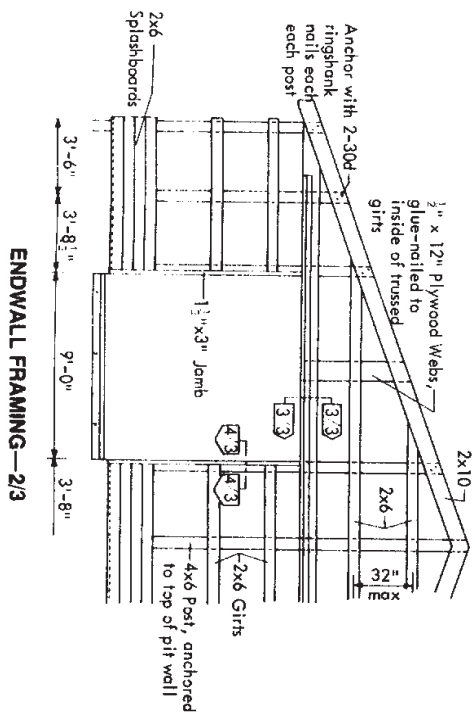 2x6
Splashboards
Anchor with 2-30d
ringshank
nails each
each post
½" x 12" Plywood Webs,
glue-nailed to
inside of trussed
girts
2x10
2x6
32"
max
3/3
3/3
4/3
4/3
1½"x3" Jamb
2x6 Girts
4x6 Post, anchored
to top of pit wall
3'-6"
3'-8½"
9'-0"
3'-8"
ENDWALL FRAMING—2/3